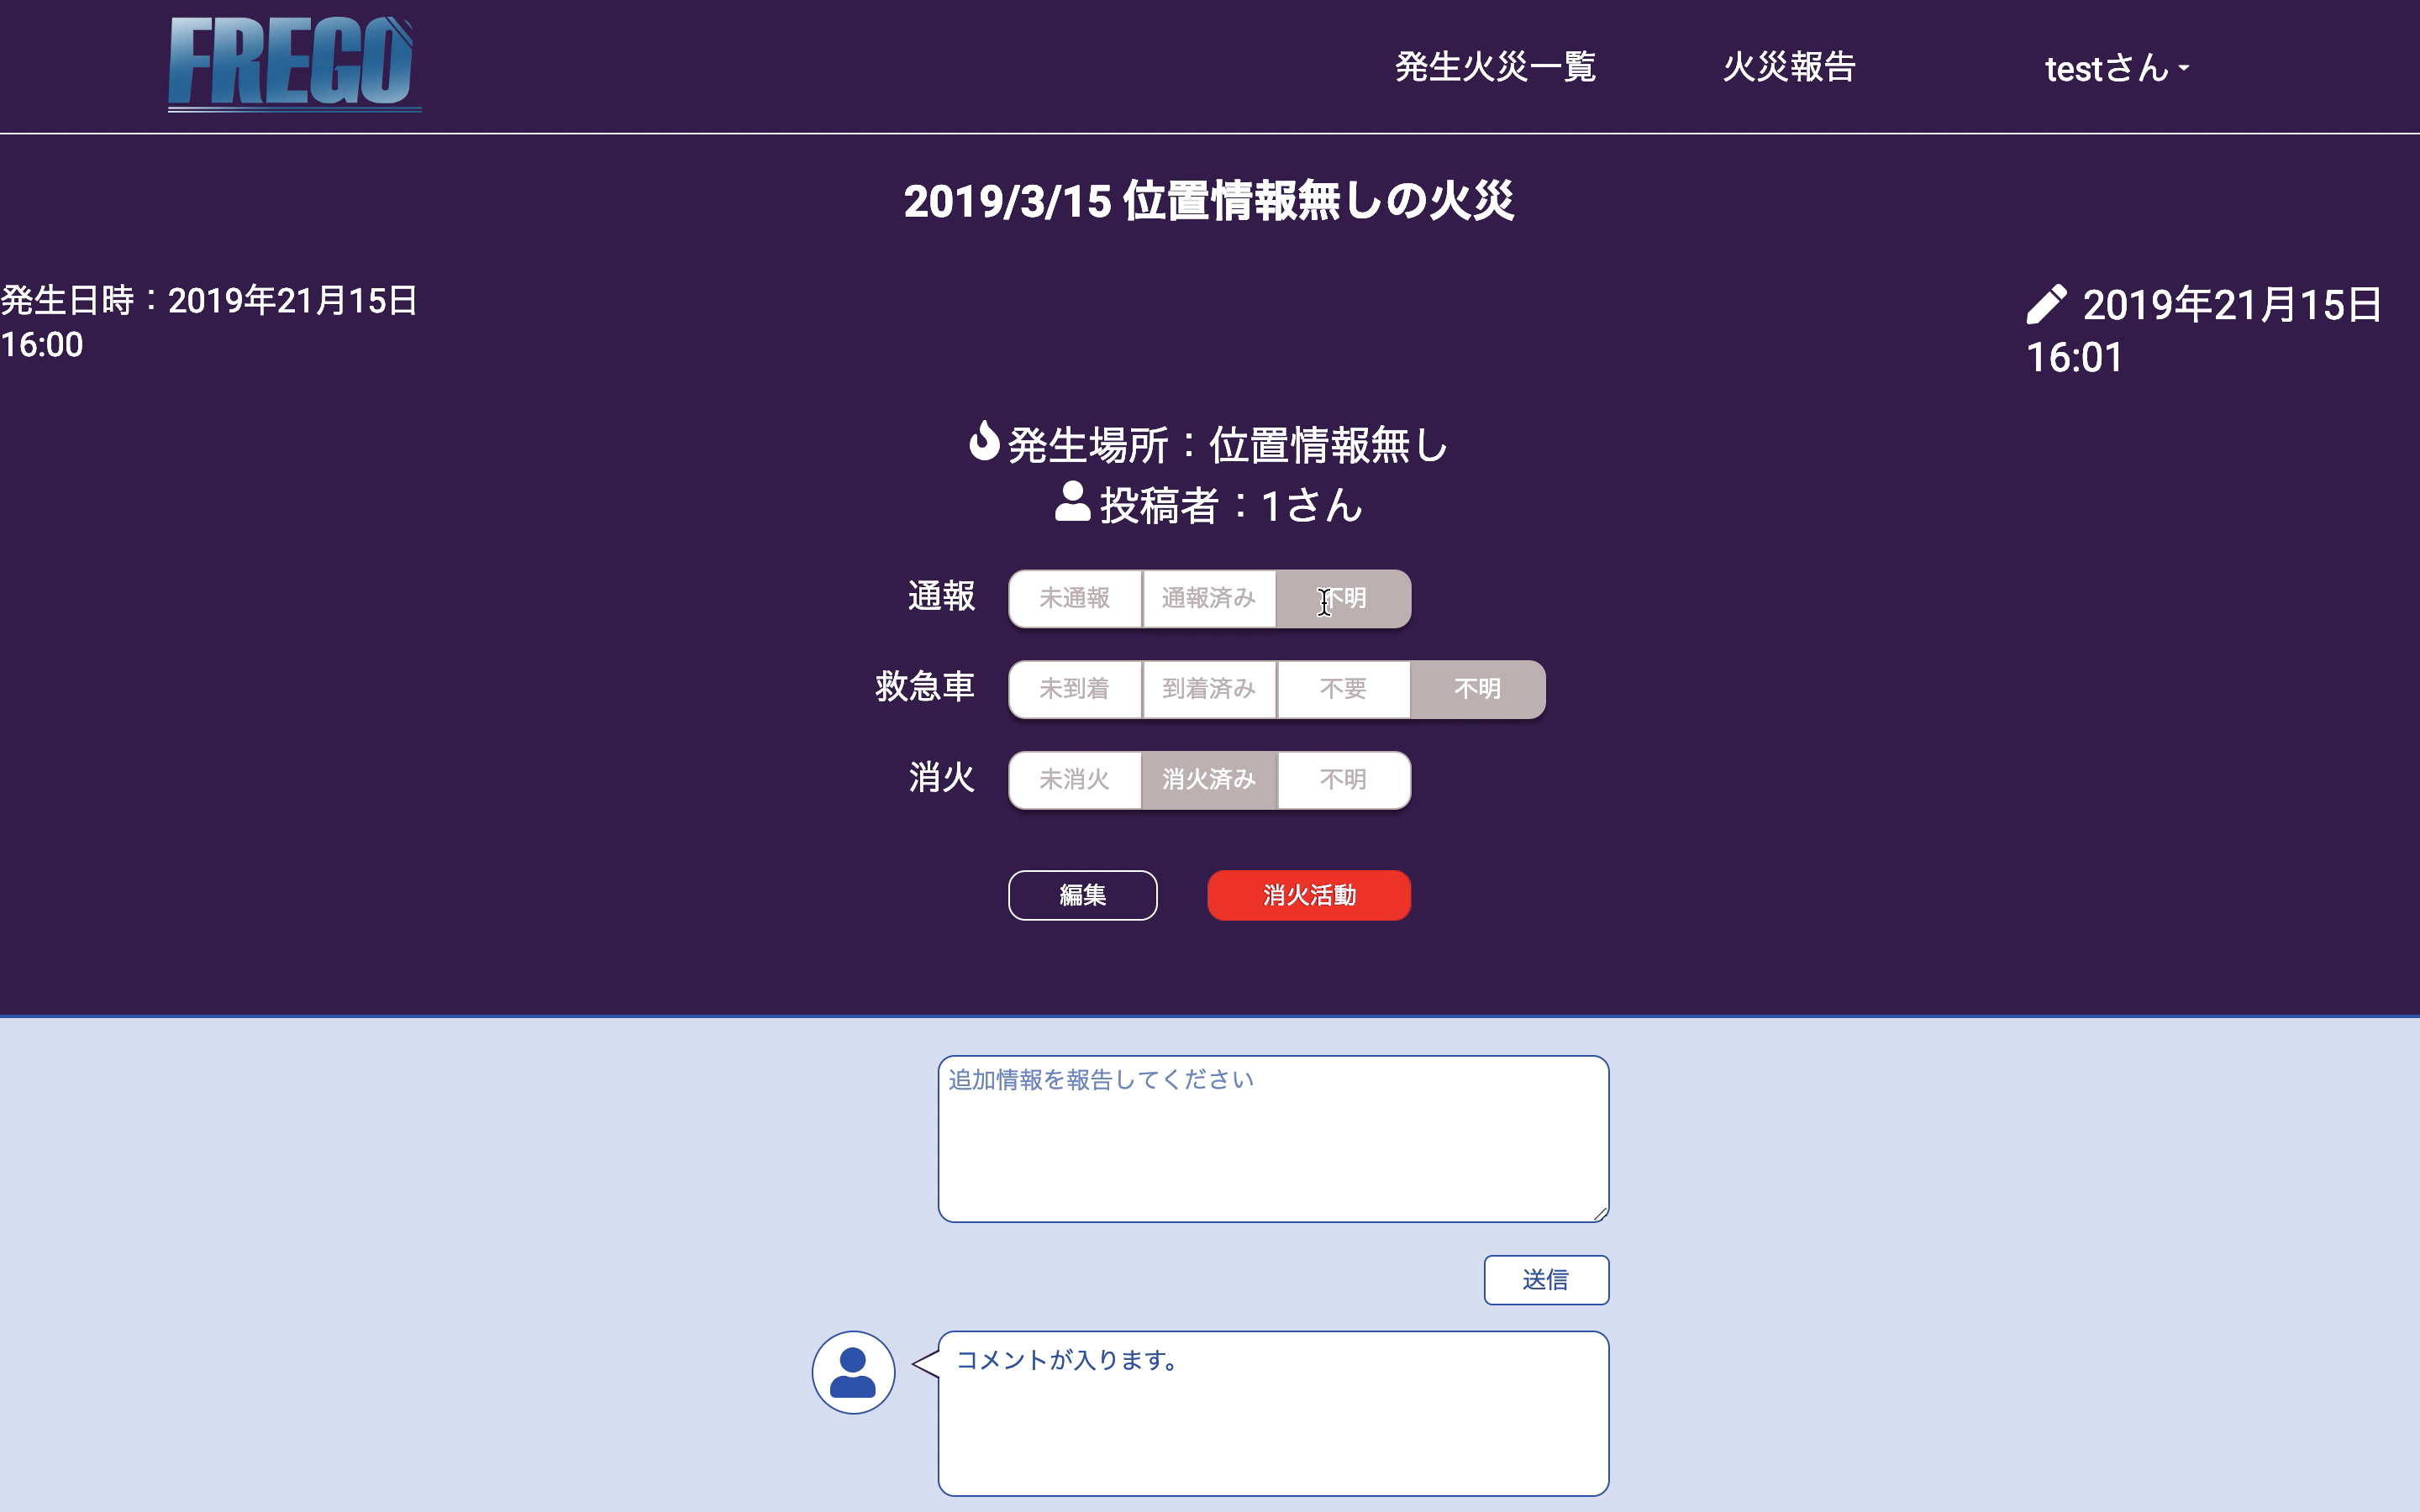 FREGO
発生火災一覧
火災報告
testさん
2019/3/15 位置情報無しの火災
発生日時：2019年21月15日
16:00
2019年21月15日
16:01
発生場所：位置情報無し
投稿者：1さん
通報 未通報 通報済み 不明
救急車 未到着 到着済み 不要 不明
消火 未消火 消火済み 不明
編集 消火活動
追加情報を報告してください
送信
コメントが入ります。